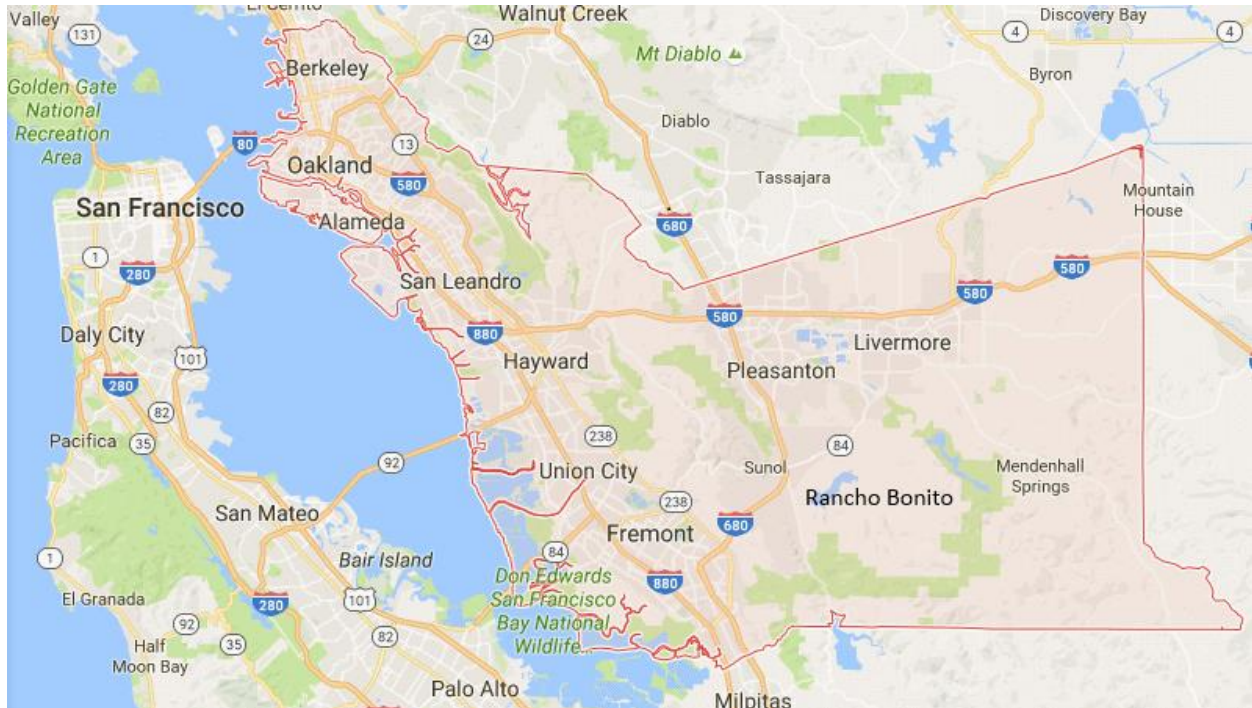 El Cerrito
Valley
131
Walnut Creek
24
Discovery Bay
4
4
Mt Diablo
Byron
Berkeley
Golden Gate
National
Recreation
Area
80
Diablo
13
Oakland
580
Tassajara
Mountain
House
San Francisco
Alameda
680
1
280
San Leandro
580
580
580
880
Daly City
101
Hayward
Pleasanton
Livermore
280
82
35
Pacifica
92
238
84
Union City
Sunol
Mendenhall
Springs
Rancho Bonito
San Mateo
238
680
Fremont
1
Bair Island
84
Don Edwards
San Francisco
Bay National
Wildlife...
880
El Granada
280
101
92
35
82
Half
Moon Bay
Palo Alto
Milpitas